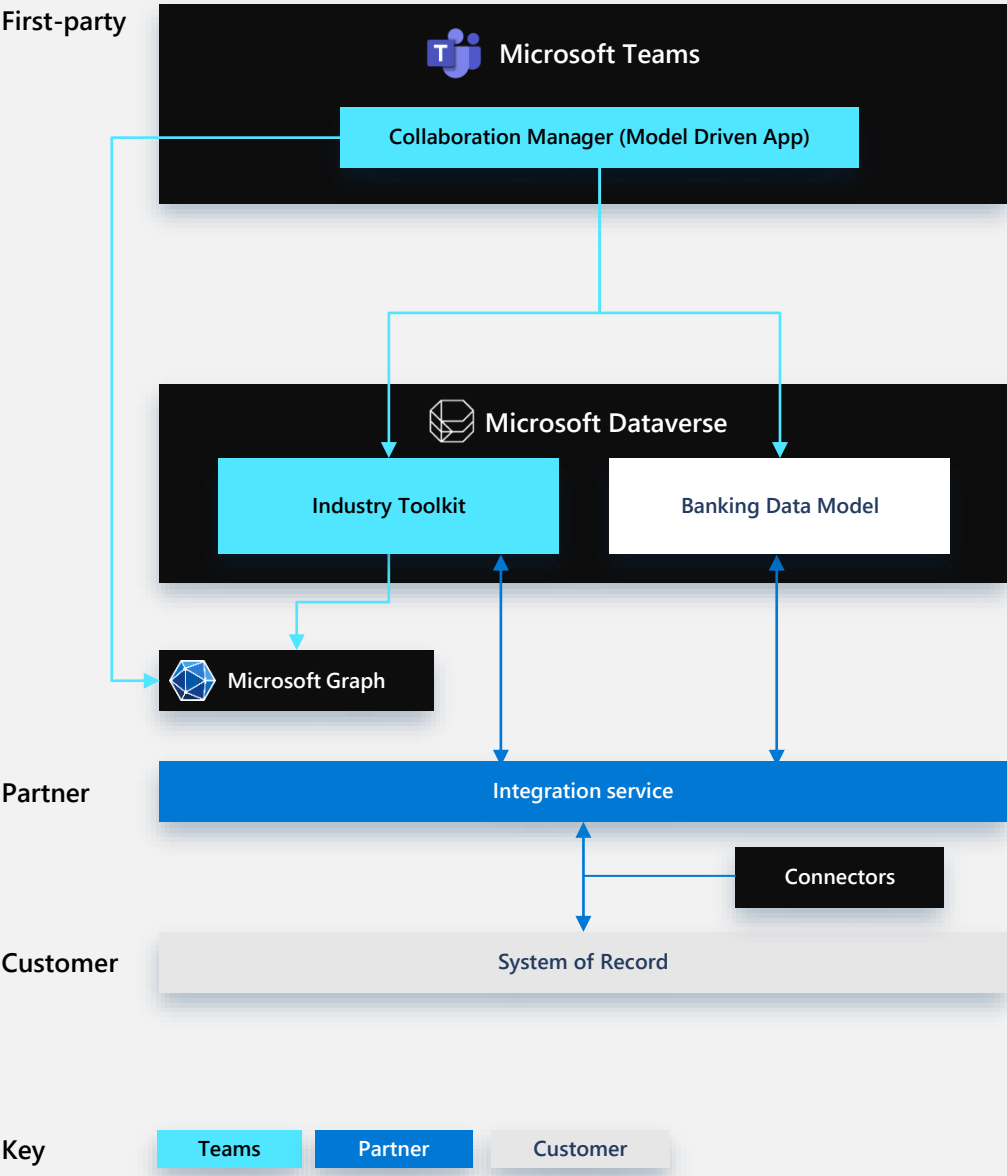 First-party
Microsoft Teams
Collaboration Manager (Model Driven App)
Microsoft Dataverse
Industry Toolkit
Banking Data Model
Microsoft Graph
Partner
Integration service
Connectors
Customer
System of Record
Key
Teams
Partner
Customer